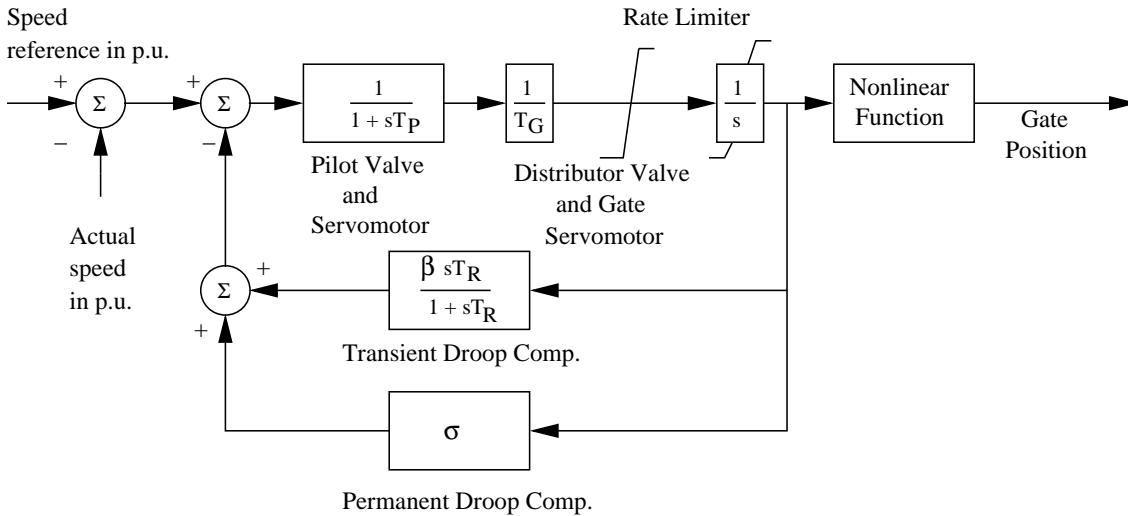 Speed
reference in p.u.
Rate Limiter
+
−
Σ
+
−
Σ
1
1 + sT_P
1
T_G
1
s
Nonlinear
Function
Gate
Position
Pilot Valve
and
Servomotor
Distributor Valve
and Gate
Servomotor
Actual
speed
in p.u.
Σ
+
+
β sT_R
1 + sT_R
Transient Droop Comp.
σ
Permanent Droop Comp.